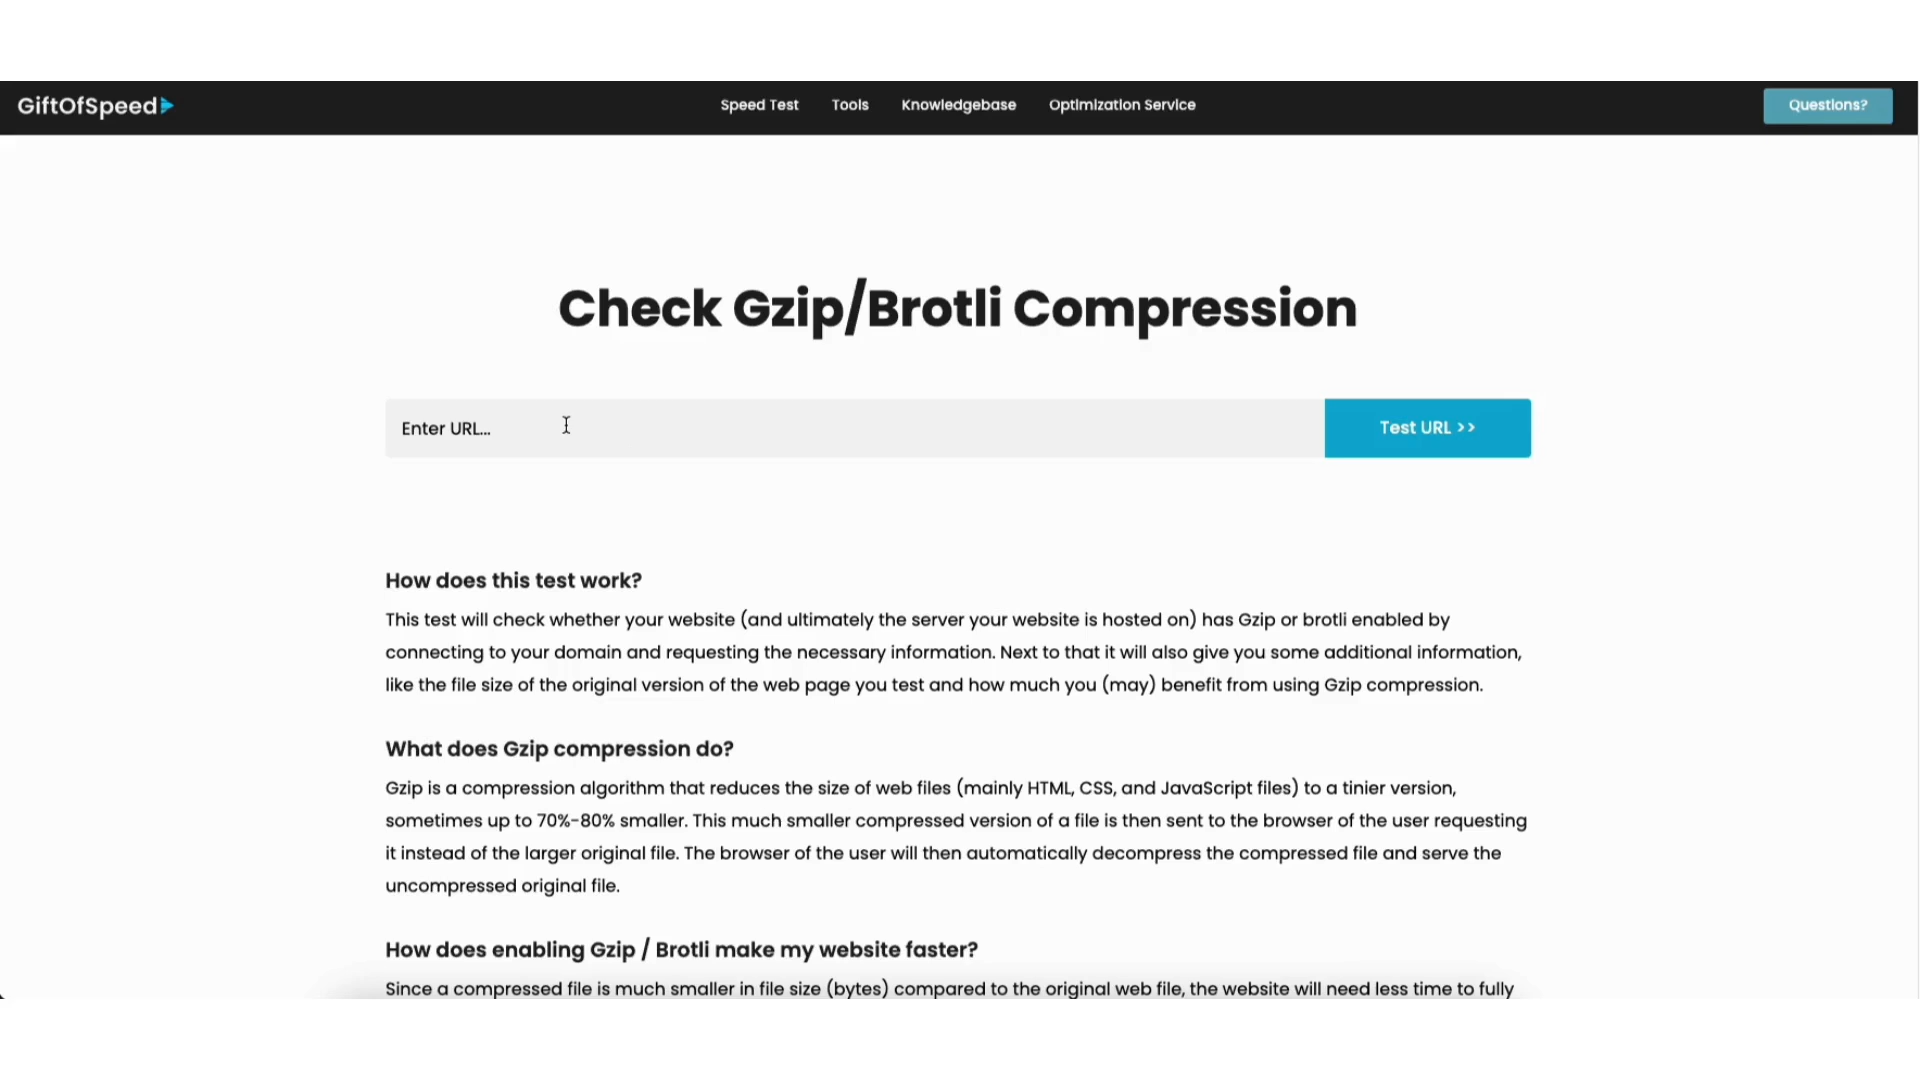 GiftOfSpeed
Speed Test Tools Knowledgebase Optimization Service
Questions?
Check Gzip/Brotli Compression
Enter URL...
Test URL >>
How does this test work?
This test will check whether your website (and ultimately the server your website is hosted on) has Gzip or brotli enabled by
connecting to your domain and requesting the necessary information. Next to that it will also give you some additional information,
like the file size of the original version of the web page you test and how much you (may) benefit from using Gzip compression.
What does Gzip compression do?
Gzip is a compression algorithm that reduces the size of web files (mainly HTML, CSS, and JavaScript files) to a tinier version,
sometimes up to 70%-80% smaller. This much smaller compressed version of a file is then sent to the browser of the user requesting
it instead of the larger original file. The browser of the user will then automatically decompress the compressed file and serve the
uncompressed original file.
How does enabling Gzip / Brotli make my website faster?
Since a compressed file is much smaller in file size (bytes) compared to the original web file, the website will need less time to fully